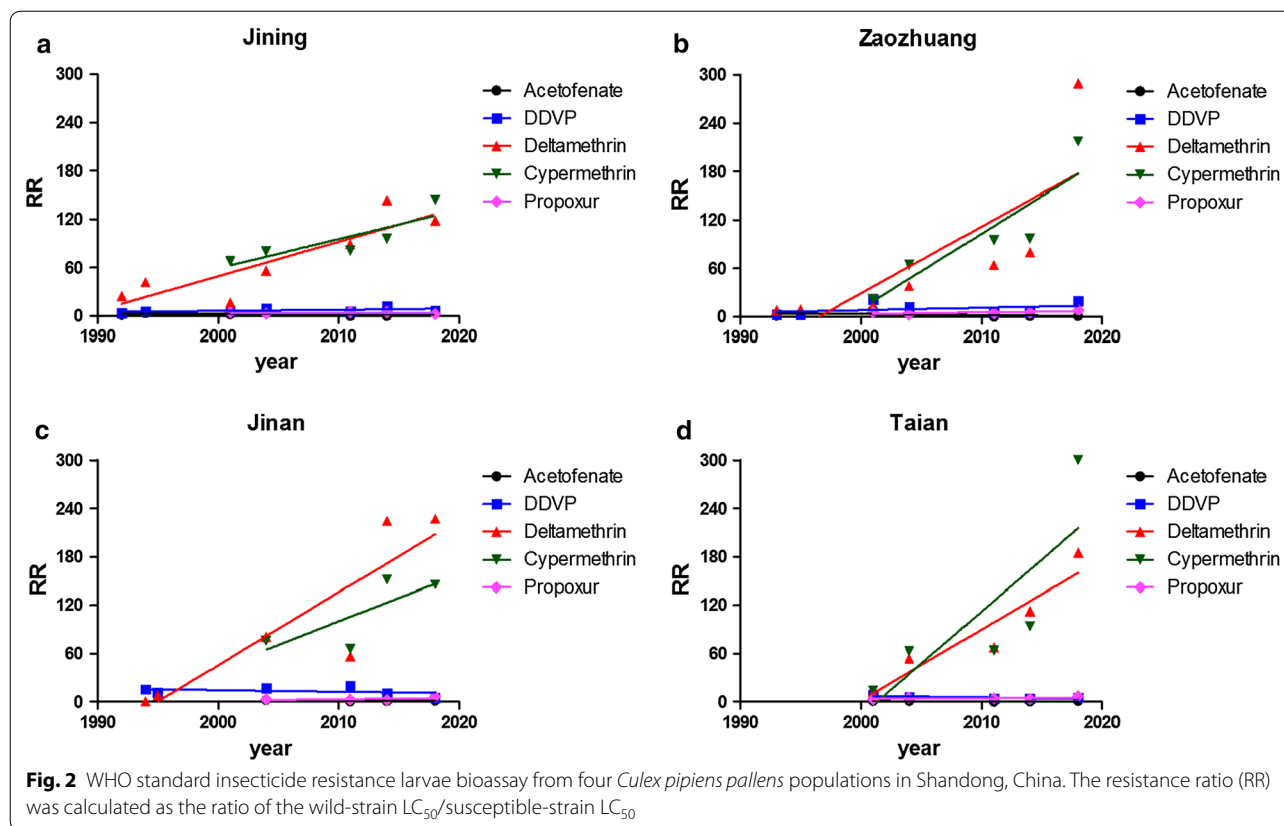 a
Jining
300
240
180
120
60
0
RR
1990
2000
2010
2020
year
Acetofenate
DDVP
Deltamethrin
Cypermethrin
Propoxur
b
Zaozhuang
300
240
180
120
60
0
RR
1990
2000
2010
2020
year
Acetofenate
DDVP
Deltamethrin
Cypermethrin
Propoxur
c
Jinan
300
240
180
120
60
0
RR
1990
2000
2010
2020
year
Acetofenate
DDVP
Deltamethrin
Cypermethrin
Propoxur
d
Taian
300
240
180
120
60
0
RR
1990
2000
2010
2020
year
Acetofenate
DDVP
Deltamethrin
Cypermethrin
Propoxur
Fig. 2 WHO standard insecticide resistance larvae bioassay from four Culex pipiens pallens populations in Shandong, China. The resistance ratio (RR)
was calculated as the ratio of the wild-strain LC50/susceptible-strain LC50